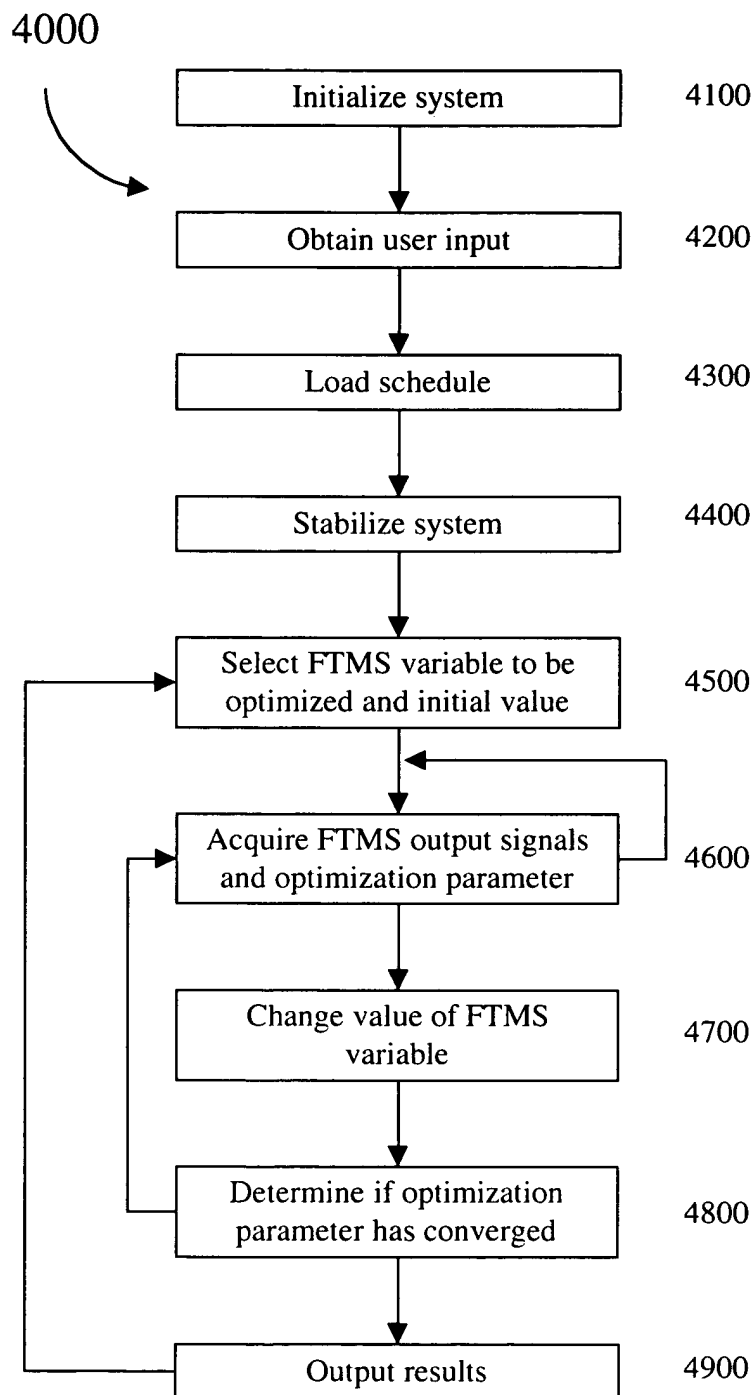 4000
Initialize system 4100
Obtain user input 4200
Load schedule 4300
Stabilize system 4400
Select FTMS variable to be
optimized and initial value 4500
Acquire FTMS output signals
and optimization parameter 4600
Change value of FTMS
variable 4700
Determine if optimization
parameter has converged 4800
Output results 4900